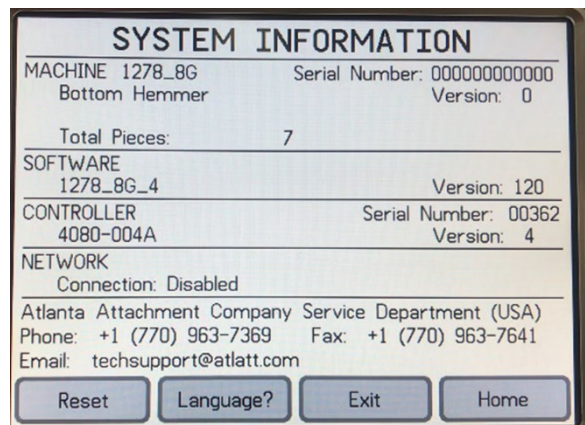 SYSTEM INFORMATION
MACHINE 1278_8G Serial Number: 000000000000
Bottom Hemmer Version: 0
Total Pieces: 7
SOFTWARE
1278_8G_4 Version: 120
CONTROLLER Serial Number: 00362
4080-004A Version: 4
NETWORK
Connection: Disabled
Atlanta Attachment Company Service Department (USA)
Phone: +1 (770) 963-7369 Fax: +1 (770) 963-7641
Email: techsupport@atlatt.com
Reset Language? Exit Home